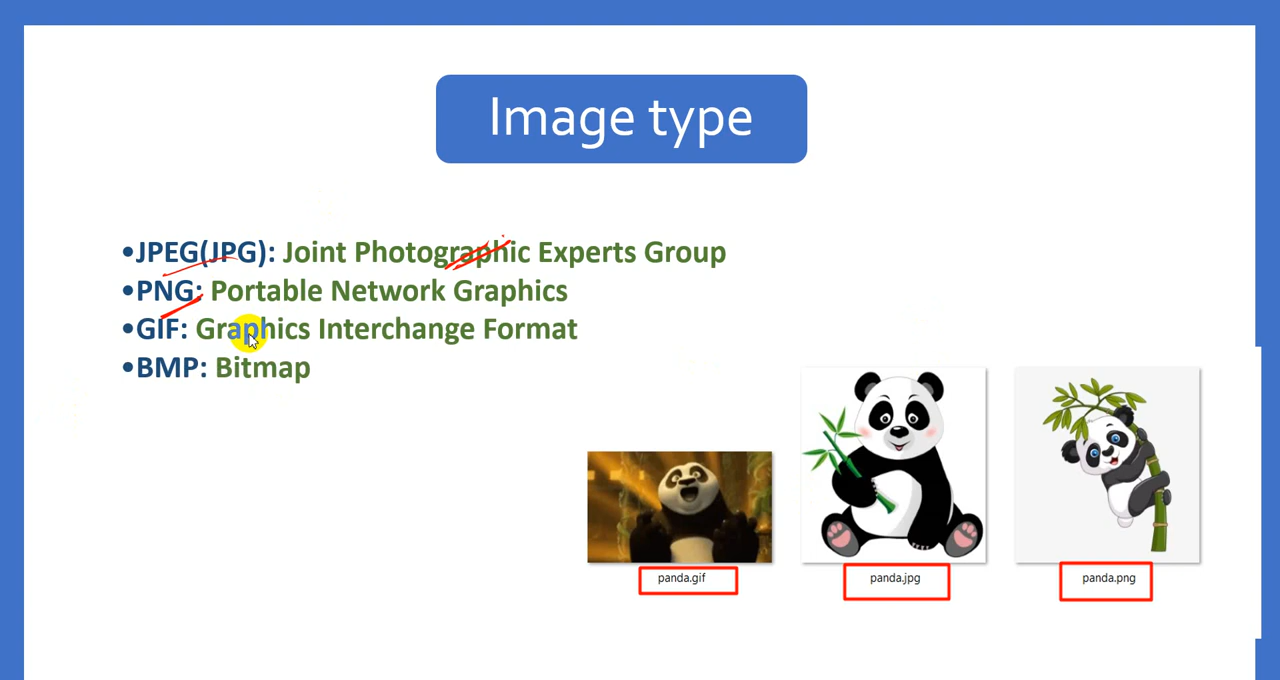 Image type
•JPEG(JPG): Joint Photographic Experts Group
•PNG: Portable Network Graphics
•GIF: Graphics Interchange Format
•BMP: Bitmap
panda.gif
panda.jpg
panda.png